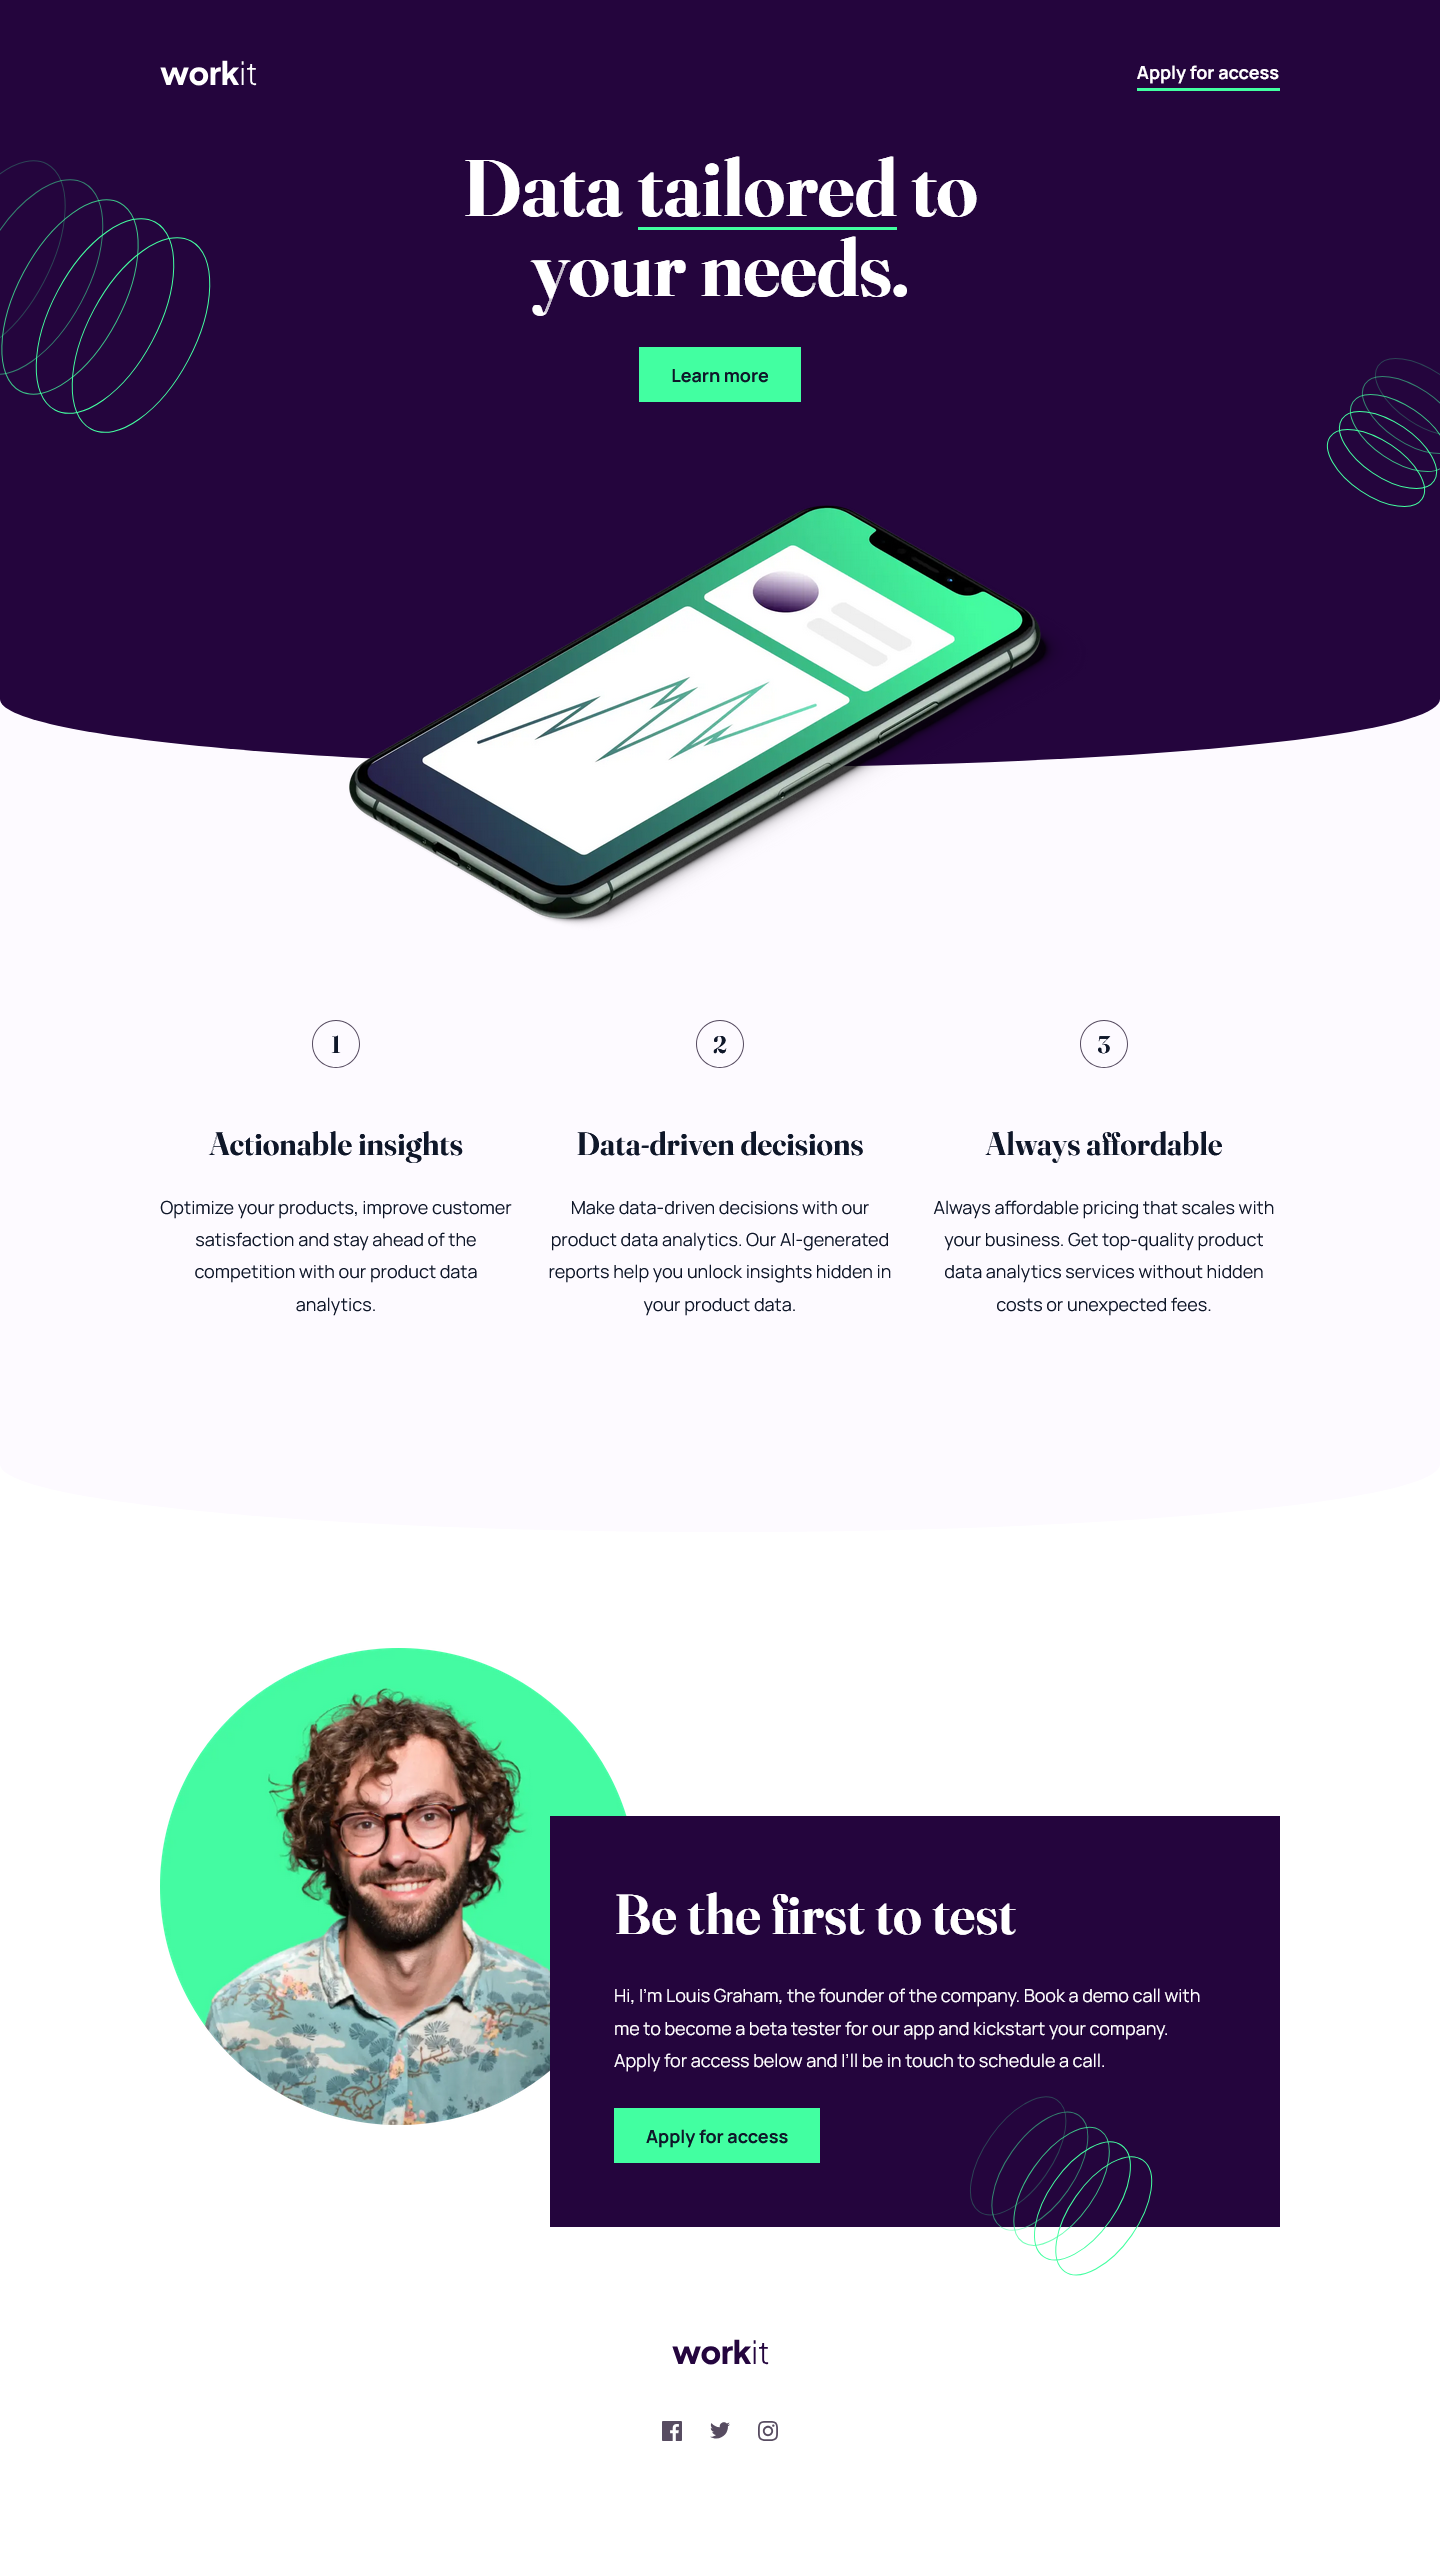 workit
Apply for access
Data tailored to
your needs.
Learn more
1
2
3
Actionable insights
Data-driven decisions
Always affordable
Optimize your products, improve customer
satisfaction and stay ahead of the
competition with our product data
analytics.
Make data-driven decisions with our
product data analytics. Our AI-generated
reports help you unlock insights hidden in
your product data.
Always affordable pricing that scales with
your business. Get top-quality product
data analytics services without hidden
costs or unexpected fees.
Be the first to test
Hi, I'm Louis Graham, the founder of the company. Book a demo call with
me to become a beta tester for our app and kickstart your company.
Apply for access below and I'll be in touch to schedule a call.
Apply for access
workit